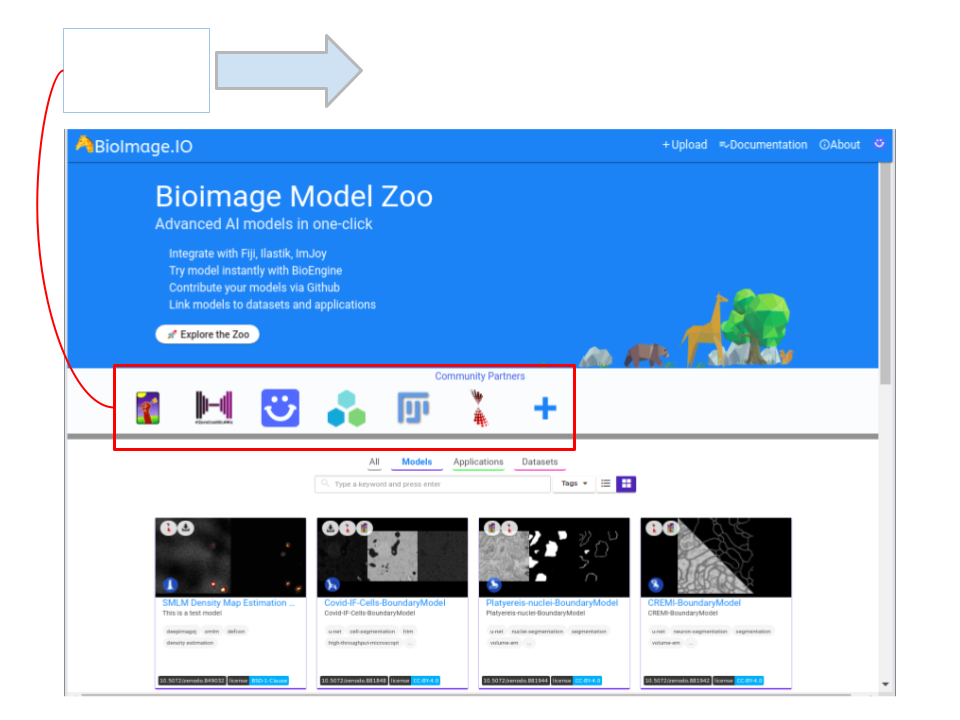 BioImage.IO
+Upload
Documentation
About
Bioimage Model Zoo
Advanced AI models in one-click
Integrate with Fiji, Ilastik, ImJoy
Try model instantly with BioEngine
Contribute your models via Github
Link models to datasets and applications
Explore the Zoo
Community Partners
All
Models
Applications
Datasets
Type a keyword and press enter
Tags
SMLM Density Map Estimation ...
This is a test model
deepimagej
smlm
defcon
density estimation
10.5072/zenodo.849032
license
BSD-1-Clause
Covid-IF-Cells-BoundaryModel
Covid-IF-Cells-BoundaryModel
u-net
cell-segmentation
htm
high-throughput-microscopt
...
10.5072/zenodo.881848
license
CC-BY-4.0
Platyereis-nuclei-BoundaryModel
Platyereis-nuclei-BoundaryModel
u-net
nuclei-segmentation
segmentation
volume-em
...
10.5072/zenodo.881944
license
CC-BY-4.0
CREMI-BoundaryModel
CREMI-BoundaryModel
u-net
neuron-segmentation
segmentation
volume-em
...
10.5072/zenodo.881942
license
CC-BY-4.0